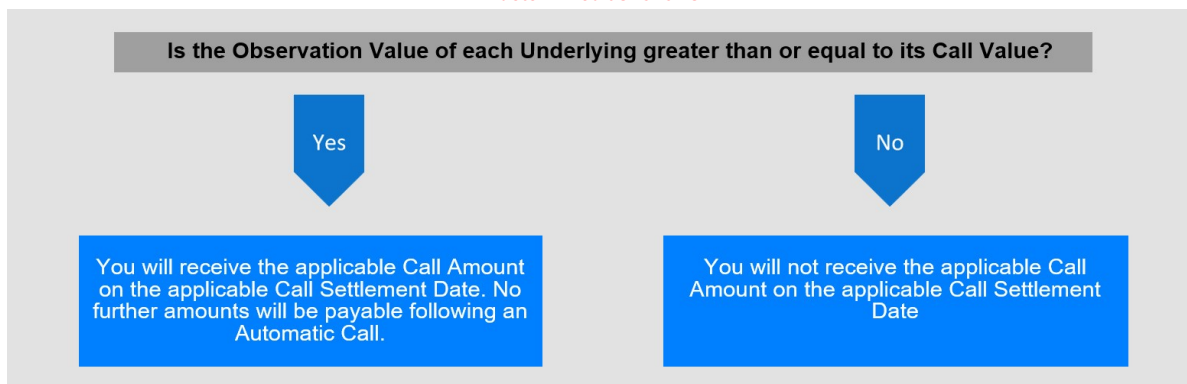 Is the Observation Value of each Underlying greater than or equal to its Call Value?
Yes
No
You will receive the applicable Call Amount
on the applicable Call Settlement Date. No
further amounts will be payable following an
Automatic Call.
You will not receive the applicable Call
Amount on the applicable Call Settlement
Date